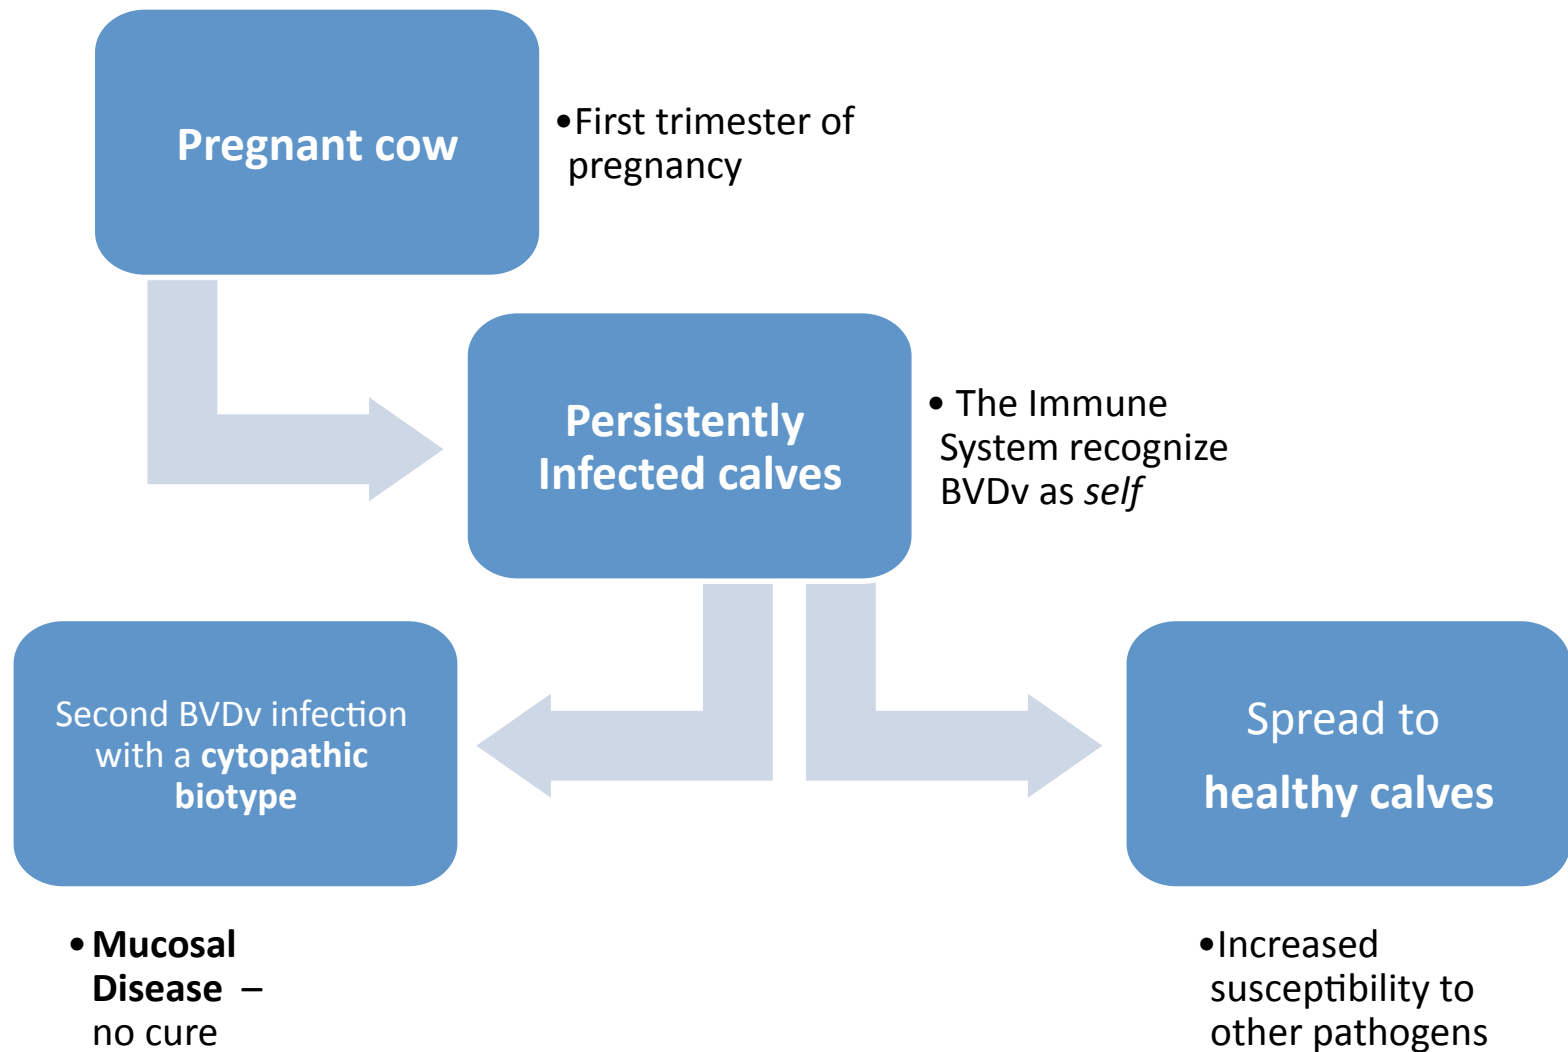 Pregnant cow
•First trimester of
pregnancy
Persistently
Infected calves
• The Immune
System recognize
BVDv as self
Second BVDv infection
with a cytopathic
biotype
Spread to
healthy calves
•Mucosal
Disease –
no cure
•Increased
susceptibility to
other pathogens